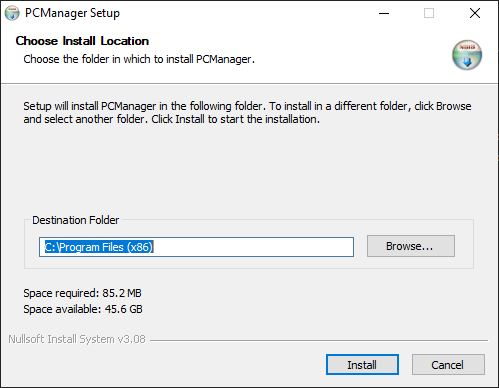 PCManager Setup
Choose Install Location
Choose the folder in which to install PCManager.
Setup will install PCManager in the following folder. To install in a different folder, click Browse
and select another folder. Click Install to start the installation.
Destination Folder
C:\Program Files (x86)
Browse...
Space required: 85.2 MB
Space available: 45.6 GB
Nullsoft Install System v3.08
Install
Cancel